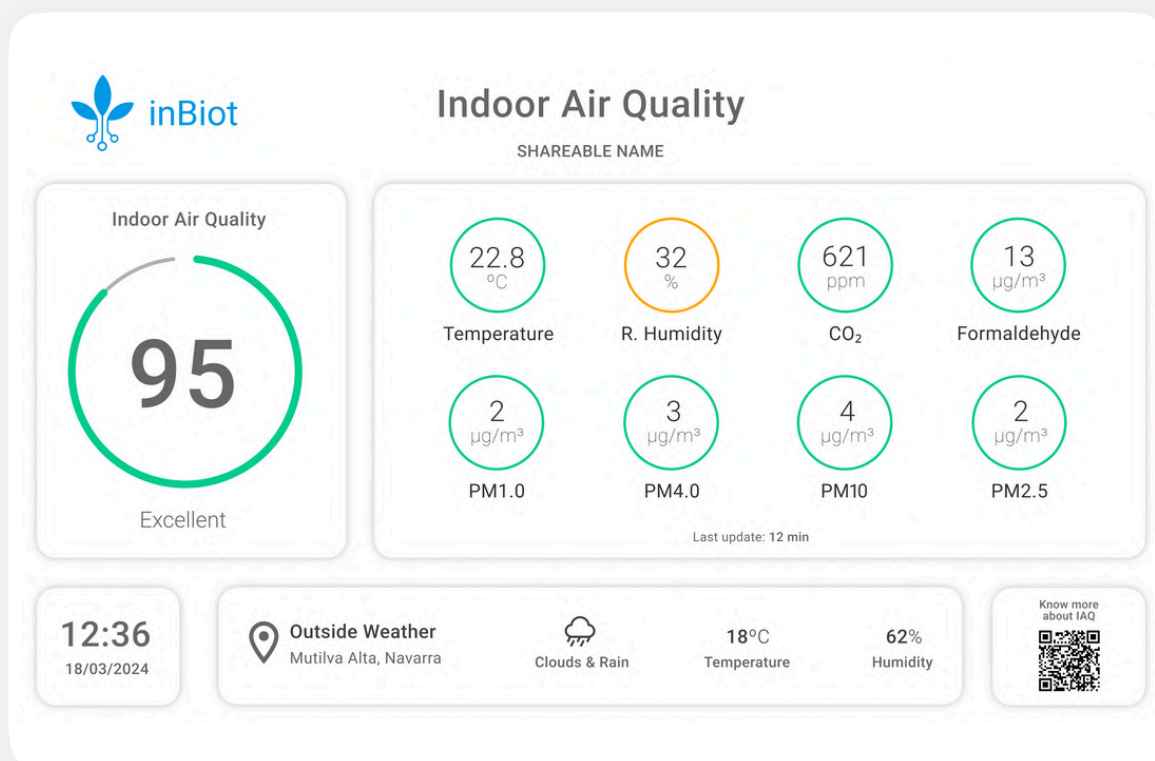 inBiot
Indoor Air Quality
SHAREABLE NAME
Indoor Air Quality
95
Excellent
22.8
ºC
Temperature
32
%
R. Humidity
621
ppm
CO₂
13
µg/m³
Formaldehyde
2
µg/m³
PM1.0
3
µg/m³
PM4.0
4
µg/m³
PM10
2
µg/m³
PM2.5
Last update: 12 min
12:36
18/03/2024
Outside Weather
Mutilva Alta, Navarra
Clouds & Rain
18ºC
Temperature
62%
Humidity
Know more
about IAQ